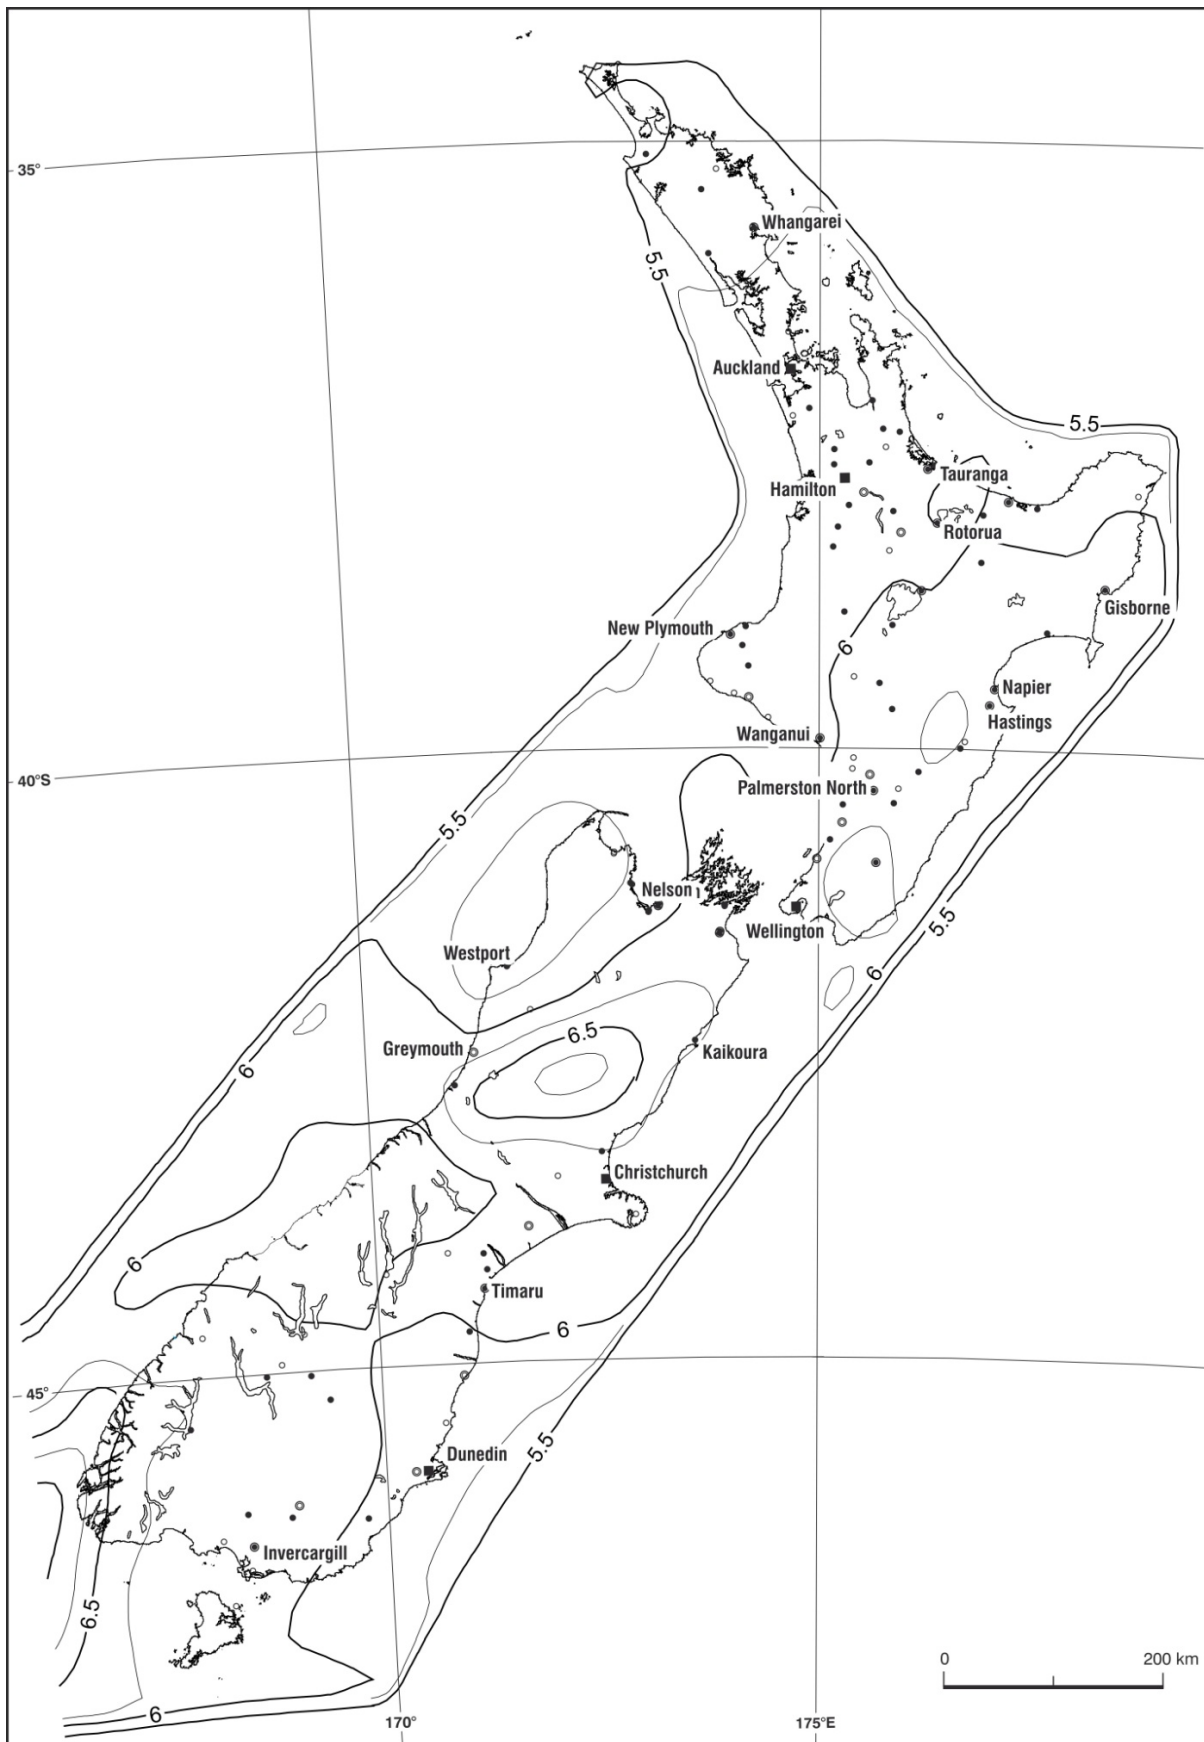 35°
Whangarei
5.5
Auckland
5.5
Tauranga
Hamilton
Rotorua
Gisborne
New Plymouth
6
Napier
Hastings
Wanganui
40°S
Palmerston North
5.5
Nelson
5.5
Wellington
Westport
6
6.5
Greymouth
Kaikoura
6
Christchurch
6
Timaru
6
45°
5.5
Dunedin
Invercargill
6.5
0 200 km
6
170° 175°E